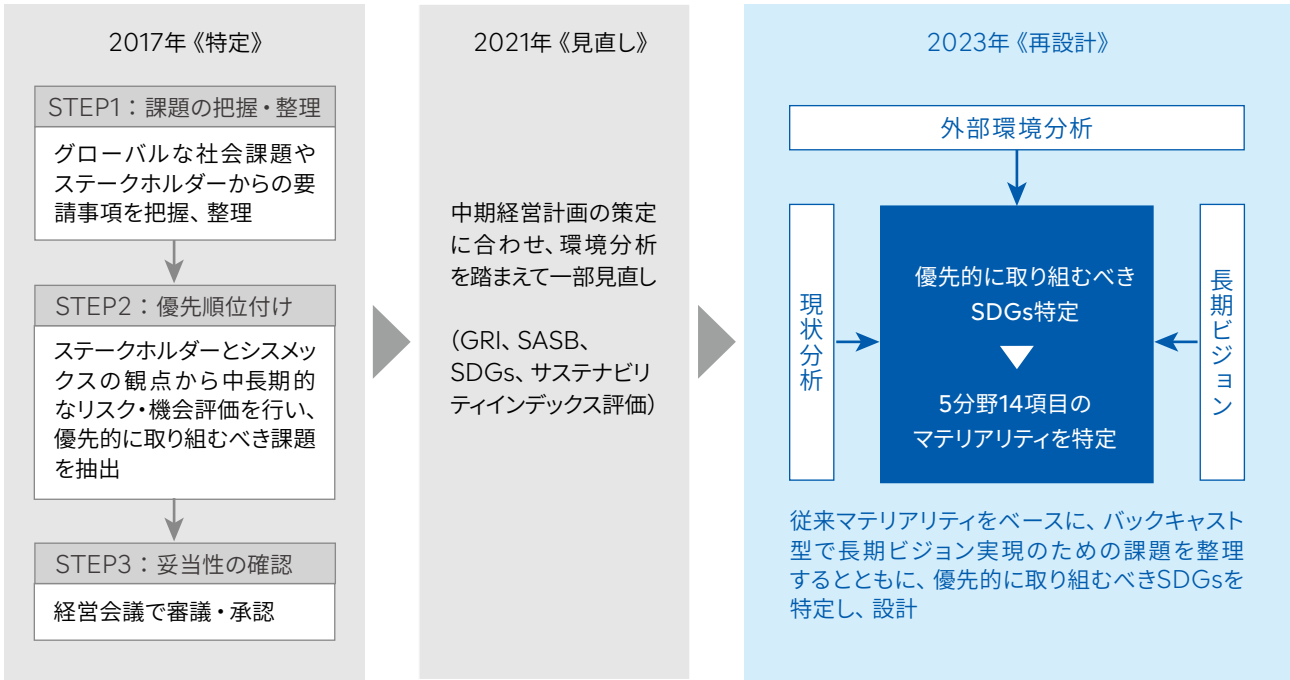 2017年《特定》
STEP1：課題の把握・整理
グローバルな社会課題や
ステークホルダーからの要
請事項を把握、整理
STEP2：優先順位付け
ステークホルダーとシスメッ
クスの観点から中長期的
なリスク・機会評価を行い、
優先的に取り組むべき課題
を抽出
STEP3：妥当性の確認
経営会議で審議・承認
2021年《見直し》
中期経営計画の策定
に合わせ、環境分析
を踏まえて一部見直し
（GRI、SASB、
SDGs、サステナビリ
ティインデックス評価）
2023年《再設計》
外部環境分析
現状分析
優先的に取り組むべき
SDGs特定
5分野14項目の
マテリアリティを特定
長期ビジョン
従来マテリアリティをベースに、バックキャスト
型で長期ビジョン実現のための課題を整理
するとともに、優先的に取り組むべきSDGsを
特定し、設計